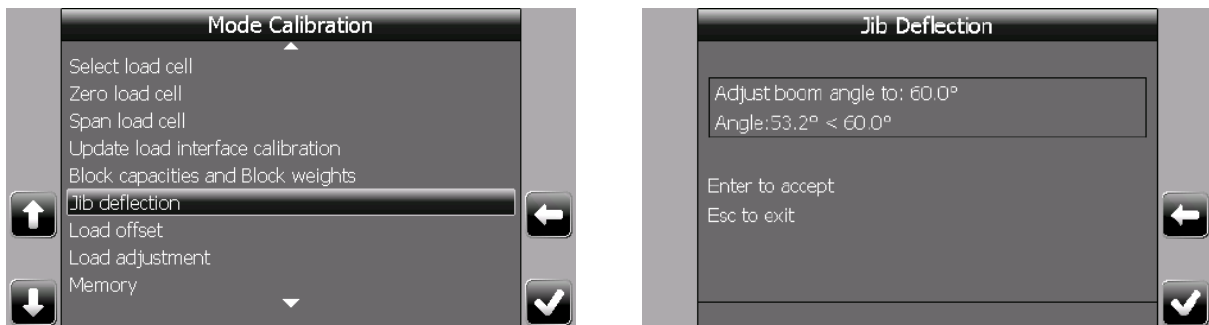 Mode Calibration
Select load cell
Zero load cell
Span load cell
Update load interface calibration
Block capacities and Block weights
Jib deflection
Load offset
Load adjustment
Memory
Jib Deflection
Adjust boom angle to: 60.0°
Angle:53.2° < 60.0°
Enter to accept
Esc to exit